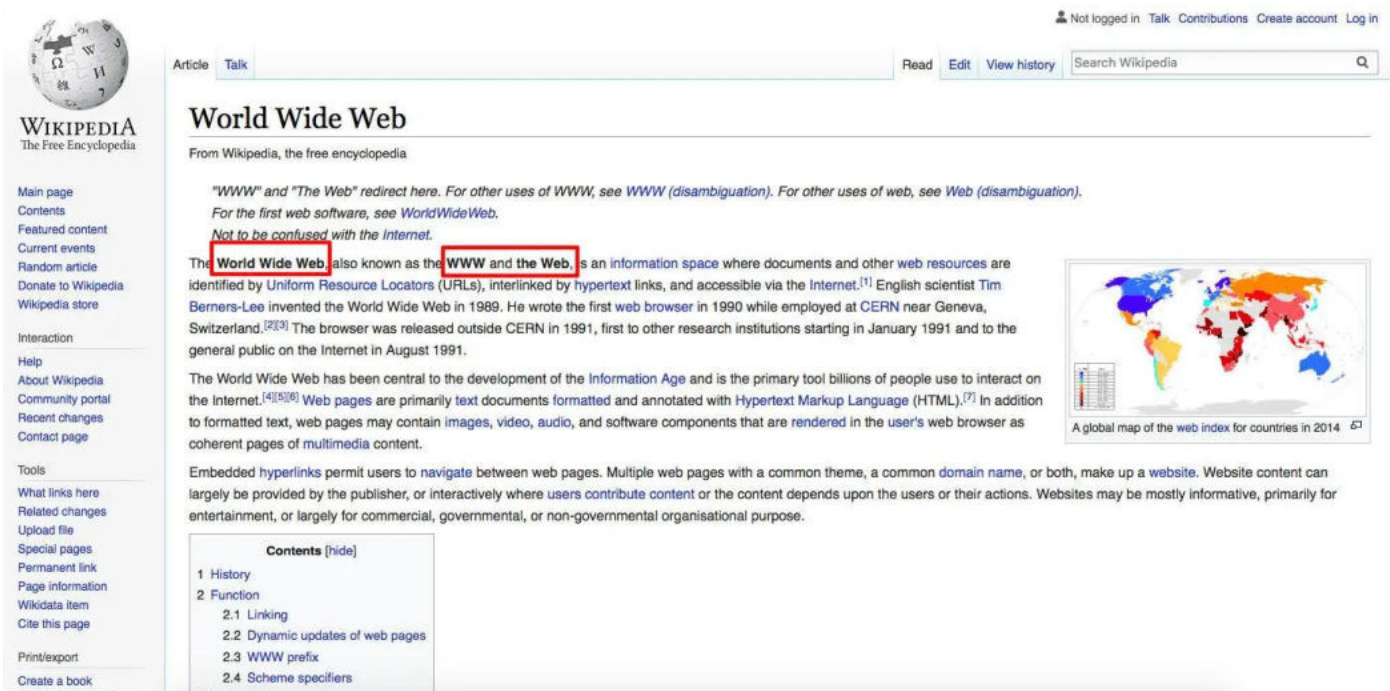 Not logged in Talk Contributions Create account Log in
Article Talk
Read Edit View history Search Wikipedia
WIKIPEDIA
The Free Encyclopedia
Main page
Contents
Featured content
Current events
Random article
Donate to Wikipedia
Wikipedia store
Interaction
Help
About Wikipedia
Community portal
Recent changes
Contact page
Tools
What links here
Related changes
Upload file
Special pages
Permanent link
Page information
Wikidata item
Cite this page
Print/export
Create a book
World Wide Web
From Wikipedia, the free encyclopedia
"WWW" and "The Web" redirect here. For other uses of WWW, see WWW (disambiguation). For other uses of web, see Web (disambiguation).
For the first web software, see WorldWideWeb.
Not to be confused with the Internet.
The World Wide Web, also known as the WWW and the Web, is an information space where documents and other web resources are
identified by Uniform Resource Locators (URLs), interlinked by hypertext links, and accessible via the Internet.[1] English scientist Tim
Berners-Lee invented the World Wide Web in 1989. He wrote the first web browser in 1990 while employed at CERN near Geneva,
Switzerland.[2][3] The browser was released outside CERN in 1991, first to other research institutions starting in January 1991 and to the
general public on the Internet in August 1991.
The World Wide Web has been central to the development of the Information Age and is the primary tool billions of people use to interact on
the Internet.[4][5][6] Web pages are primarily text documents formatted and annotated with Hypertext Markup Language (HTML).[7] In addition
to formatted text, web pages may contain images, video, audio, and software components that are rendered in the user's web browser as
coherent pages of multimedia content.
A global map of the web index for countries in 2014
Embedded hyperlinks permit users to navigate between web pages. Multiple web pages with a common theme, a common domain name, or both, make up a website. Website content can
largely be provided by the publisher, or interactively where users contribute content or the content depends upon the users or their actions. Websites may be mostly informative, primarily for
entertainment, or largely for commercial, governmental, or non-governmental organisational purpose.
Contents [hide]
1 History
2 Function
2.1 Linking
2.2 Dynamic updates of web pages
2.3 WWW prefix
2.4 Scheme specifiers